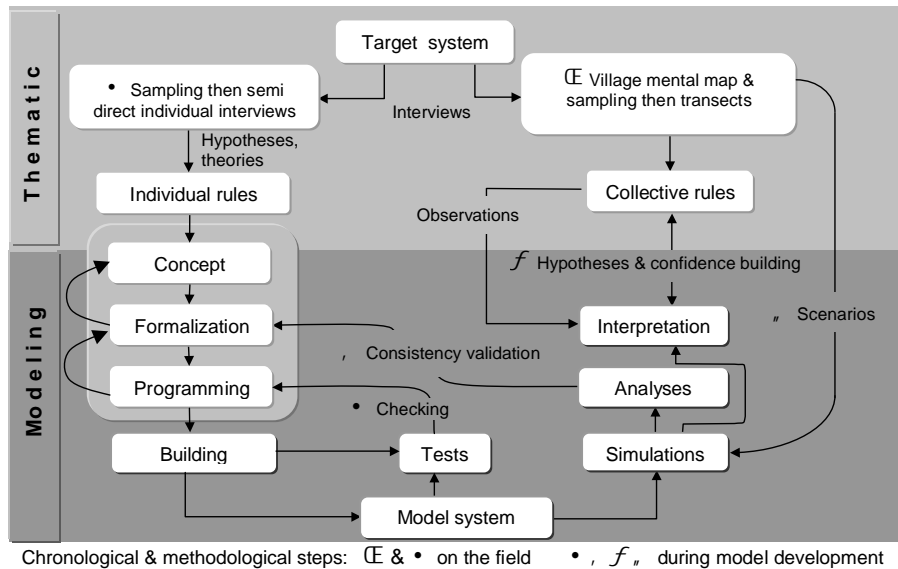 Thematic
Modeling
Target system
• Sampling then semi
direct individual interviews
Interviews
Œ Village mental map &
sampling then transects
Hypotheses,
theories
Individual rules
Collective rules
Observations
Concept
ƒ Hypotheses & confidence building
Formalization
Interpretation
„ Scenarios
‚ Consistency validation
Programming
Analyses
• Checking
Building
Tests
Simulations
Model system
Chronological & methodological steps: Œ & • on the field • ‚ ƒ „ during model development